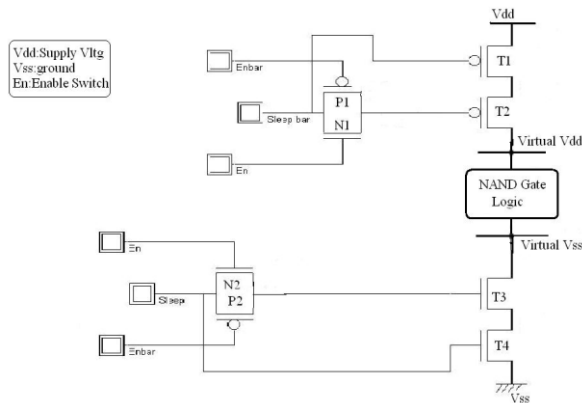 Vdd
Vdd:Supply Vltg
Vss:ground
En:Enable Switch
Enbar
T1
P1
N1
Sleep bar
T2
En
Virtual Vdd
NAND Gate
Logic
Virtual Vss
En
N2
P2
Sleep
T3
Enbar
T4
Vss